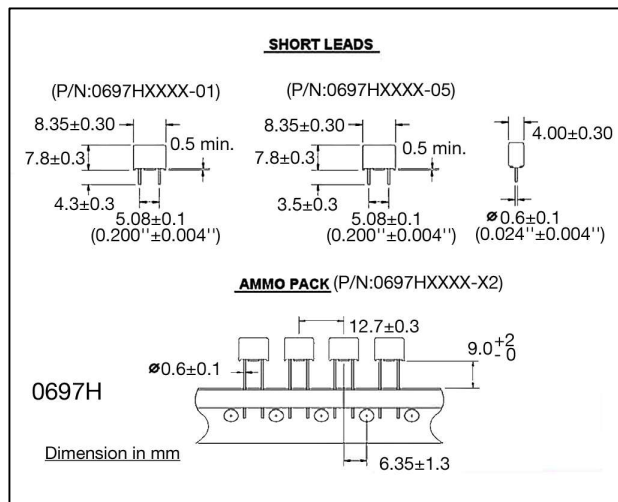 SHORT LEADS
(P/N:0697HXXXX-01)
8.35±0.30
0.5 min.
7.8±0.3
4.3±0.3
5.08±0.1
(0.200''±0.004'')
(P/N:0697HXXXX-05)
8.35±0.30
0.5 min.
7.8±0.3
3.5±0.3
5.08±0.1
(0.200''±0.004'')
4.00±0.30
ø0.6±0.1
(0.024''±0.004'')
AMMO PACK (P/N:0697HXXXX-X2)
12.7±0.3
9.0 +2 -0
ø0.6±0.1
0697H
Dimension in mm
6.35±1.3